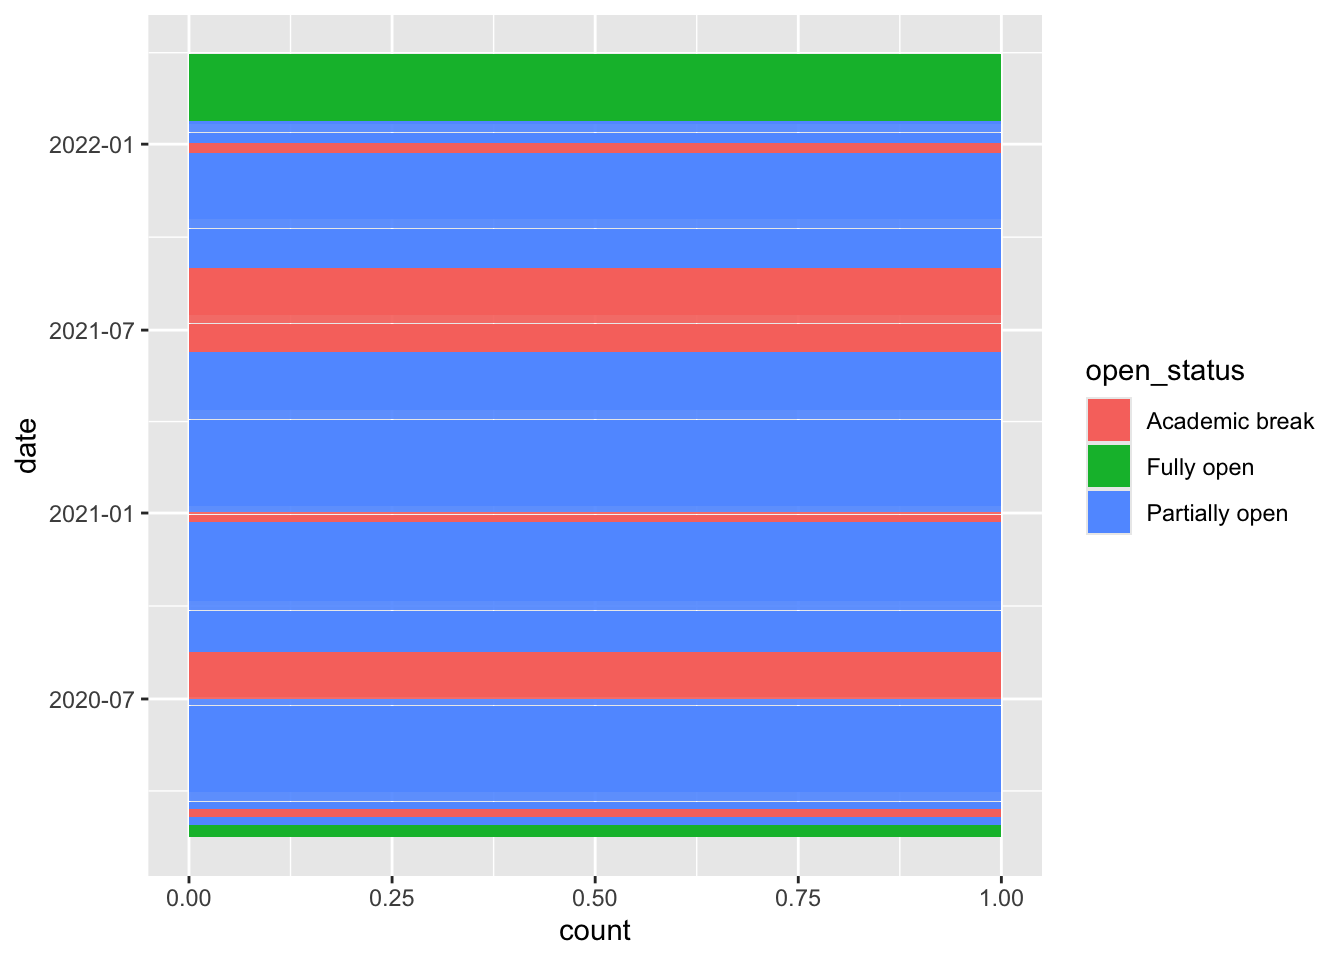 2022-01
2021-07
2021-01
2020-07
date
0.00 0.25 0.50 0.75 1.00
count
open_status
Academic break
Fully open
Partially open